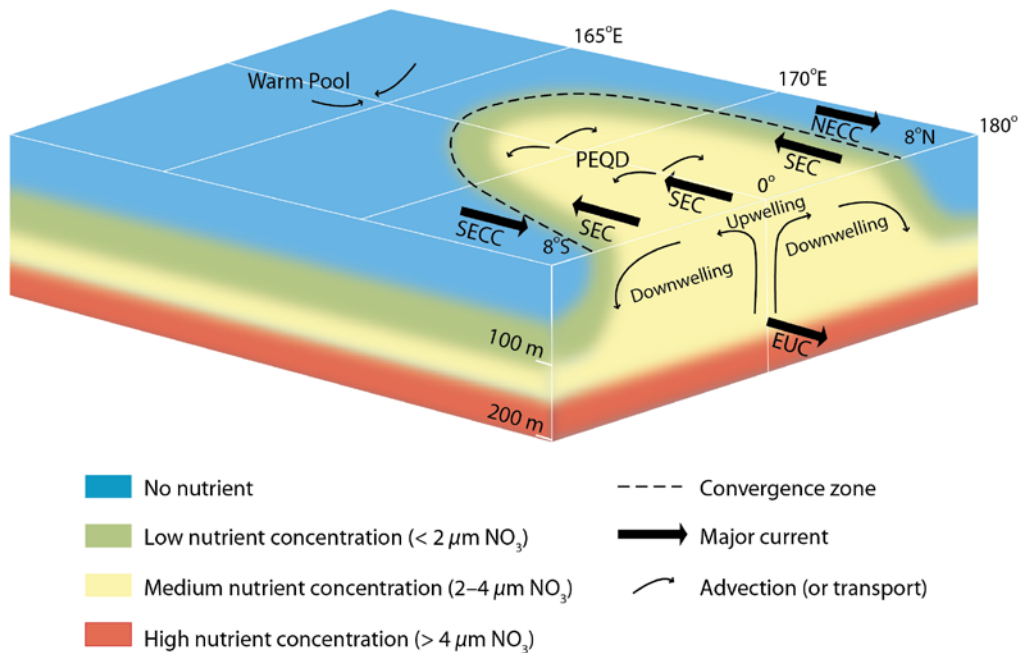 165°E
Warm Pool
170°E
NECC
8°N
180°
SEC
PEQD
0°
SEC
Upwelling
SECC
SEC
8°S
Downwelling
Downwelling
EUC
100 m
200 m
No nutrient
Low nutrient concentration (< 2 µm NO₃)
Medium nutrient concentration (2–4 µm NO₃)
High nutrient concentration (> 4 µm NO₃)
Convergence zone
Major current
Advection (or transport)